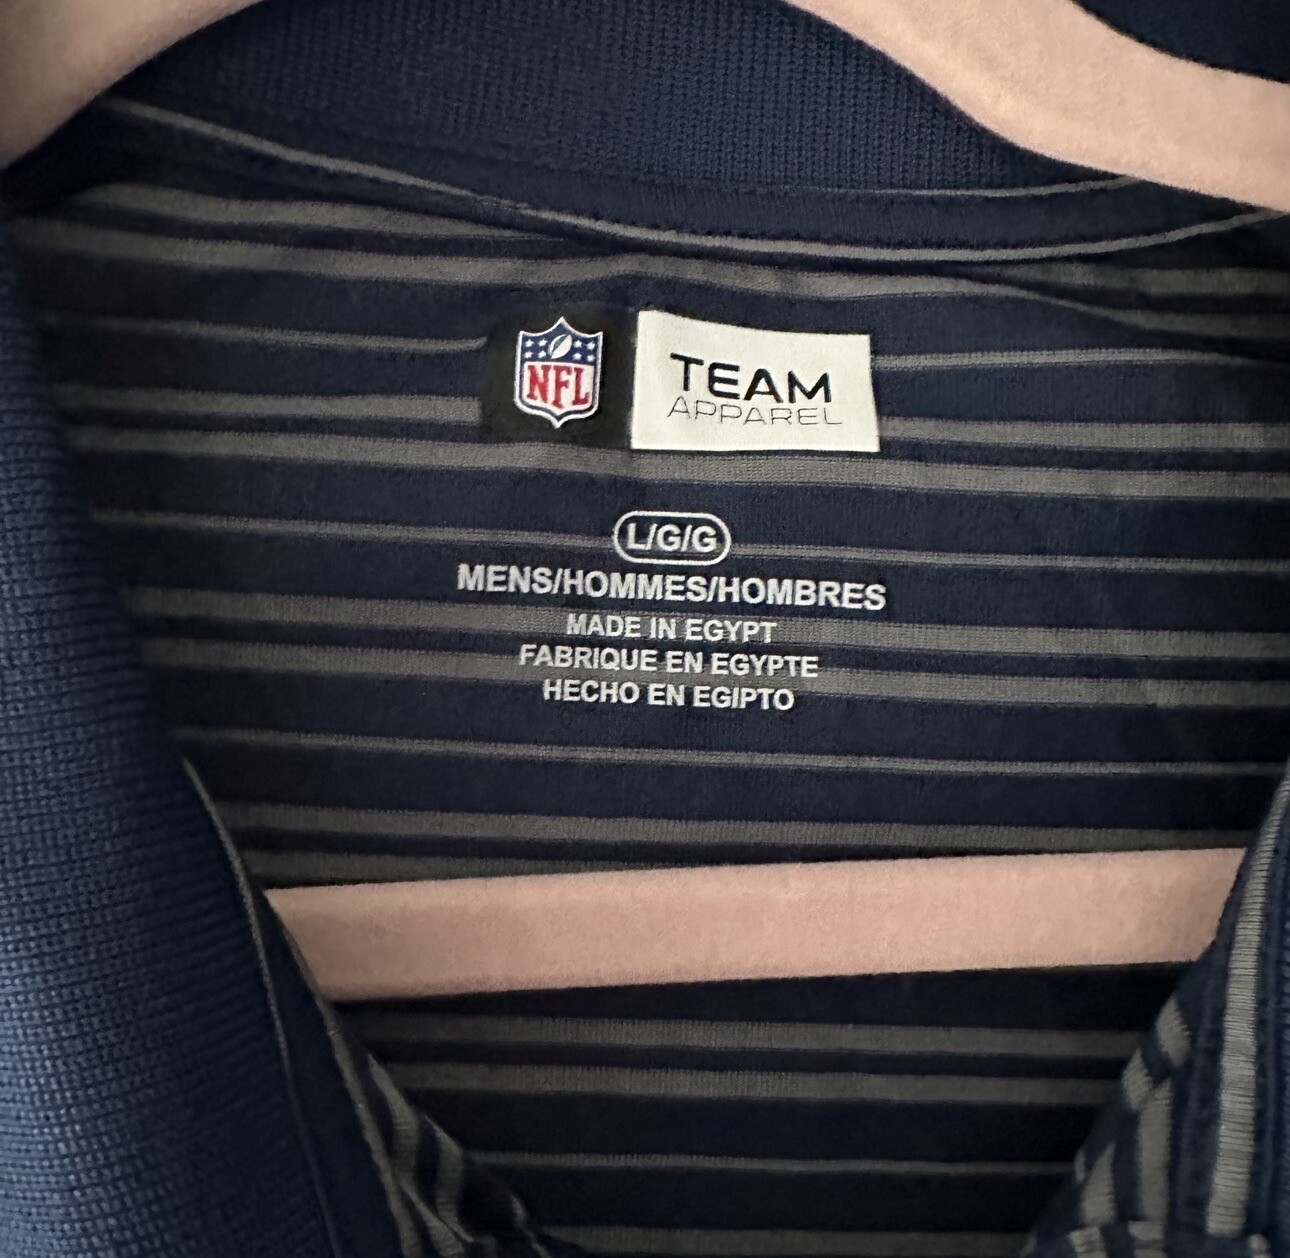 NFL
TEAM
APPAREL
L/G/G
MENS/HOMMES/HOMBRES
MADE IN EGYPT
FABRIQUE EN EGYPTE
HECHO EN EGIPTO